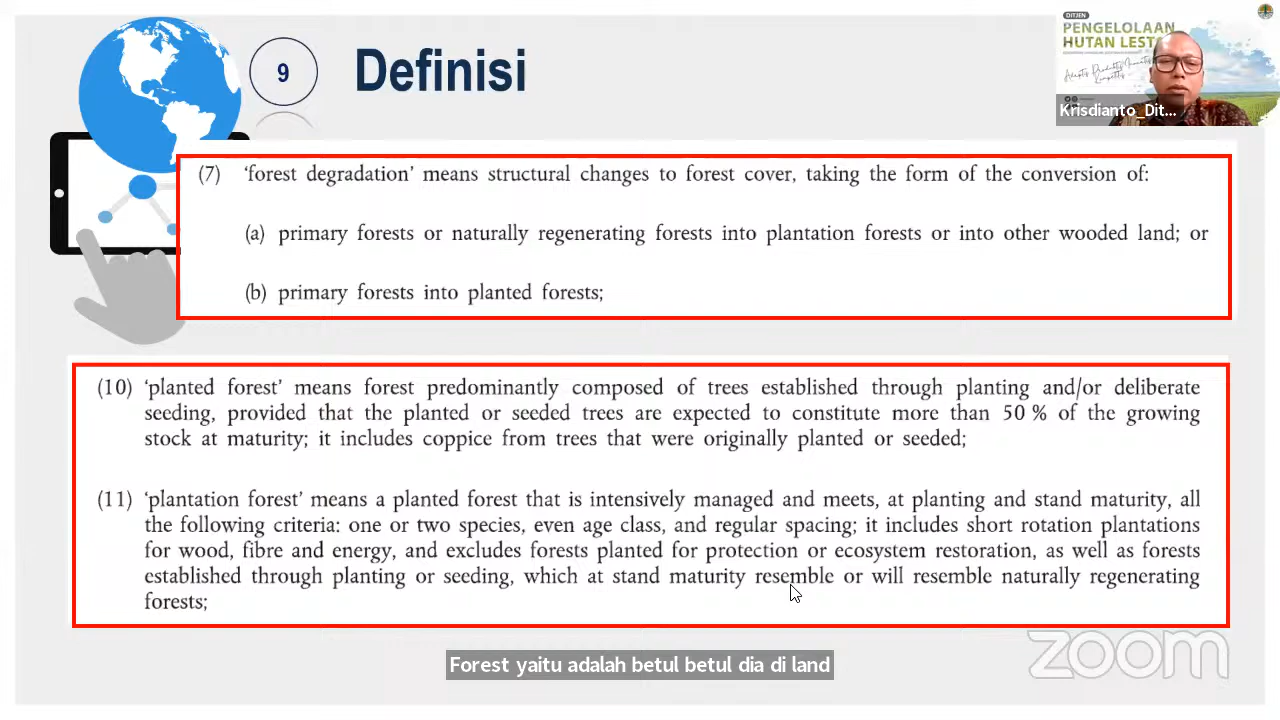 9
Definisi
DITJEN
PENGELOLAAN
HUTAN LESTA
Krisdianto_Dit...
(7) ‘forest degradation’ means structural changes to forest cover, taking the form of the conversion of:
(a) primary forests or naturally regenerating forests into plantation forests or into other wooded land; or
(b) primary forests into planted forests;
(10) ‘planted forest’ means forest predominantly composed of trees established through planting and/or deliberate
seeding, provided that the planted or seeded trees are expected to constitute more than 50 % of the growing
stock at maturity; it includes coppice from trees that were originally planted or seeded;
(11) ‘plantation forest’ means a planted forest that is intensively managed and meets, at planting and stand maturity, all
the following criteria: one or two species, even age class, and regular spacing; it includes short rotation plantations
for wood, fibre and energy, and excludes forests planted for protection or ecosystem restoration, as well as forests
established through planting or seeding, which at stand maturity resemble or will resemble naturally regenerating
forests;
zoom
Forest yaitu adalah betul betul dia di land